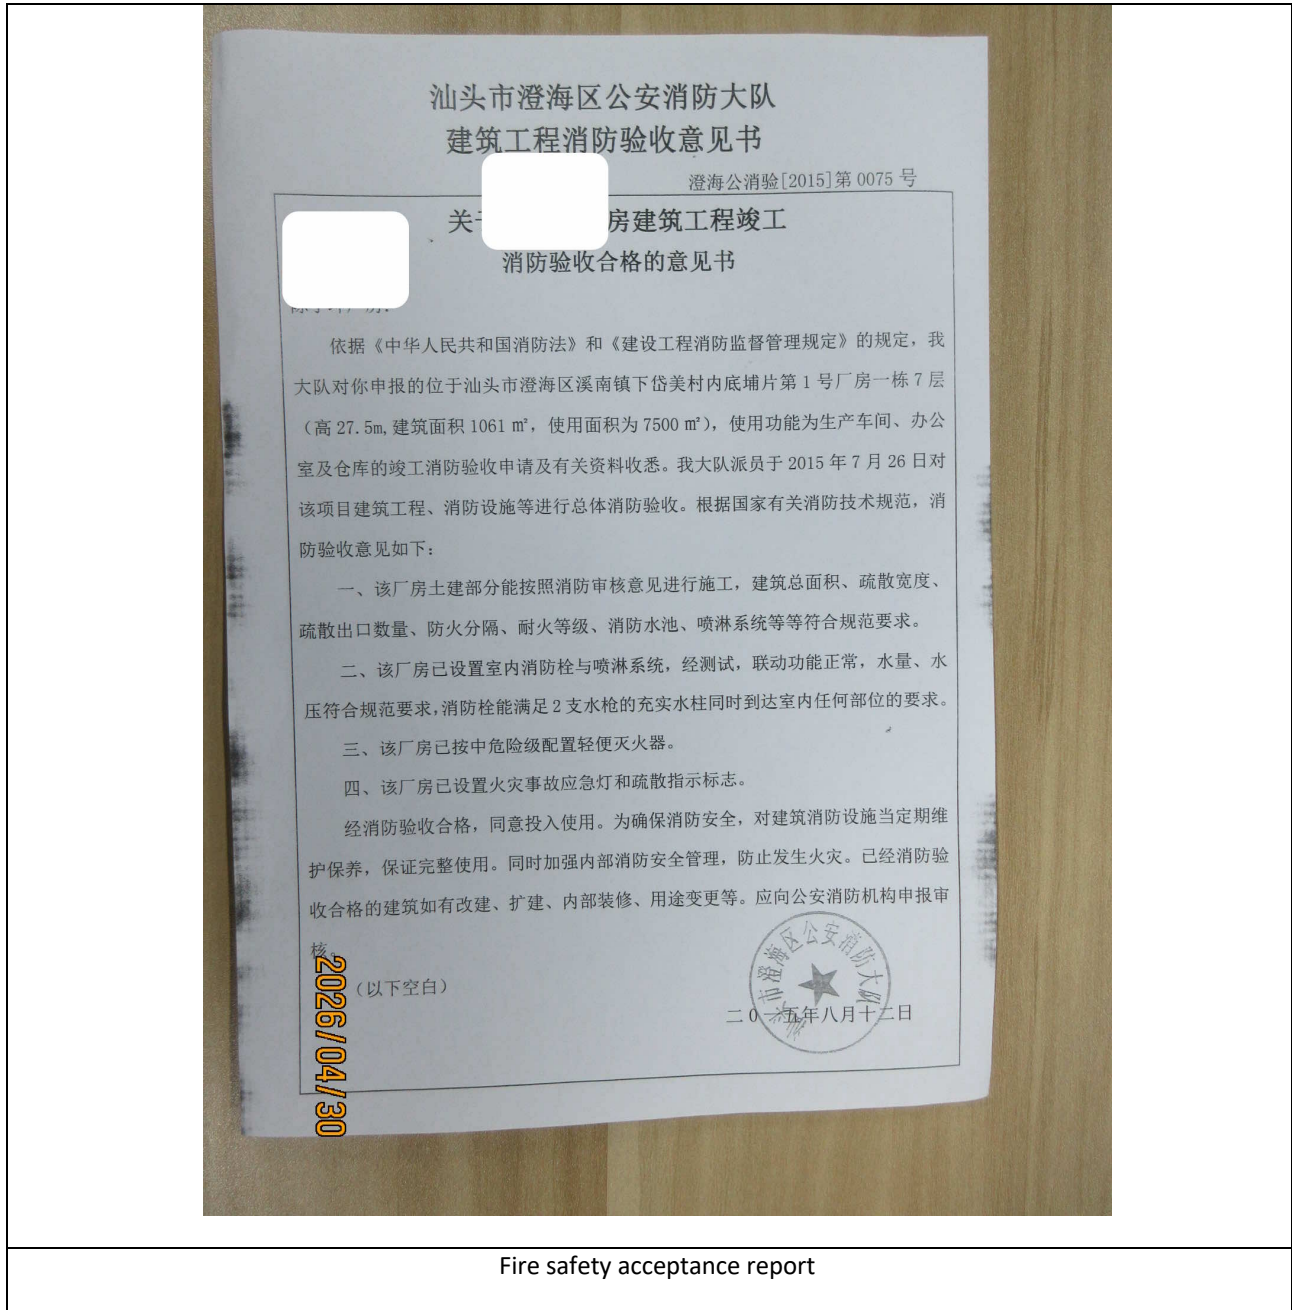 汕头市澄海区公安消防大队
建筑工程消防验收意见书
澄海公消验[2015]第 0075 号
关 房建筑工程竣工
消防验收合格的意见书
依据《中华人民共和国消防法》和《建设工程消防监督管理规定》的规定，我
大队对你申报的位于汕头市澄海区溪南镇下岱美村内底埔片第 1 号厂房一栋 7 层
（高 27.5m,建筑面积 1061 ㎡，使用面积为 7500 ㎡），使用功能为生产车间、办公
室及仓库的竣工消防验收申请及有关资料收悉。我大队派员于 2015 年 7 月 26 日对
该项目建筑工程、消防设施等进行总体消防验收。根据国家有关消防技术规范，消
防验收意见如下：
一、该厂房土建部分能按照消防审核意见进行施工，建筑总面积、疏散宽度、
疏散出口数量、防火分隔、耐火等级、消防水池、喷淋系统等等符合规范要求。
二、该厂房已设置室内消防栓与喷淋系统，经测试，联动功能正常，水量、水
压符合规范要求,消防栓能满足 2 支水枪的充实水柱同时到达室内任何部位的要求。
三、该厂房已按中危险级配置轻便灭火器。
四、该厂房已设置火灾事故应急灯和疏散指示标志。
经消防验收合格，同意投入使用。为确保消防安全，对建筑消防设施当定期维
护保养，保证完整使用。同时加强内部消防安全管理，防止发生火灾。已经消防验
收合格的建筑如有改建、扩建、内部装修、用途变更等。应向公安消防机构申报审
核。
（以下空白）
汕头市澄海区公安消防大队
二0一五年八月十二日
2026/04/30
Fire safety acceptance report